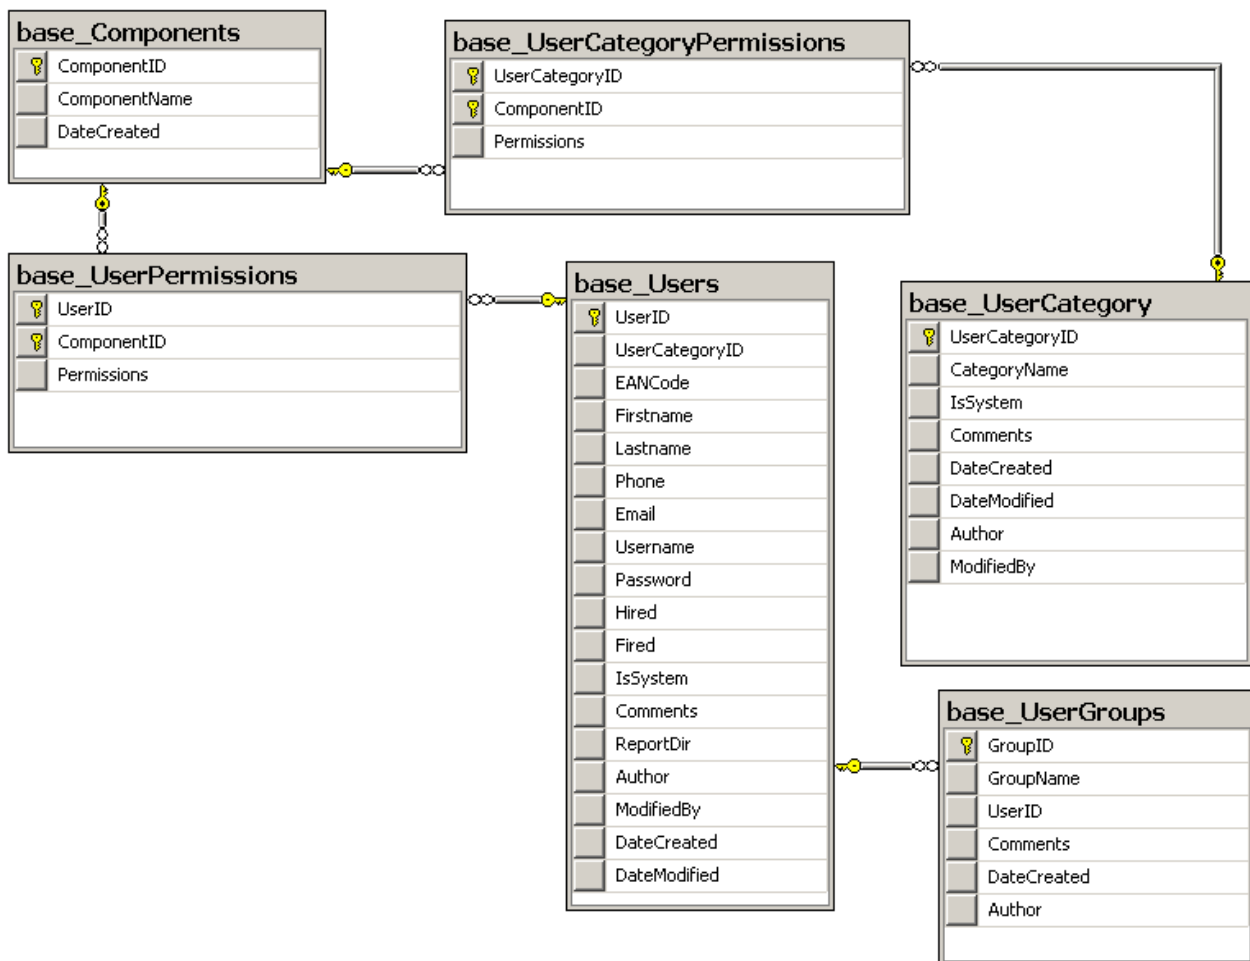 base_Components
ComponentID
ComponentName
DateCreated
base_UserCategoryPermissions
UserCategoryID
ComponentID
Permissions
base_UserPermissions
UserID
ComponentID
Permissions
base_Users
UserID
UserCategoryID
EANCode
Firstname
Lastname
Phone
Email
Username
Password
Hired
Fired
IsSystem
Comments
ReportDir
Author
ModifiedBy
DateCreated
DateModified
base_UserCategory
UserCategoryID
CategoryName
IsSystem
Comments
DateCreated
DateModified
Author
ModifiedBy
base_UserGroups
GroupID
GroupName
UserID
Comments
DateCreated
Author